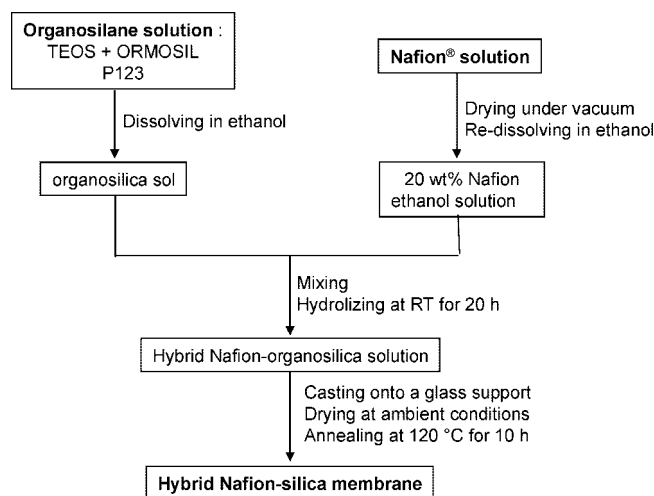 Organosilane solution :
TEOS + ORMOSIL
P123
Nafion® solution
Dissolving in ethanol
Drying under vacuum
Re-dissolving in ethanol
organosilica sol
20 wt% Nafion
ethanol solution
Mixing
Hydrolizing at RT for 20 h
Hybrid Nafion-organosilica solution
Casting onto a glass support
Drying at ambient conditions
Annealing at 120 °C for 10 h
Hybrid Nafion-silica membrane